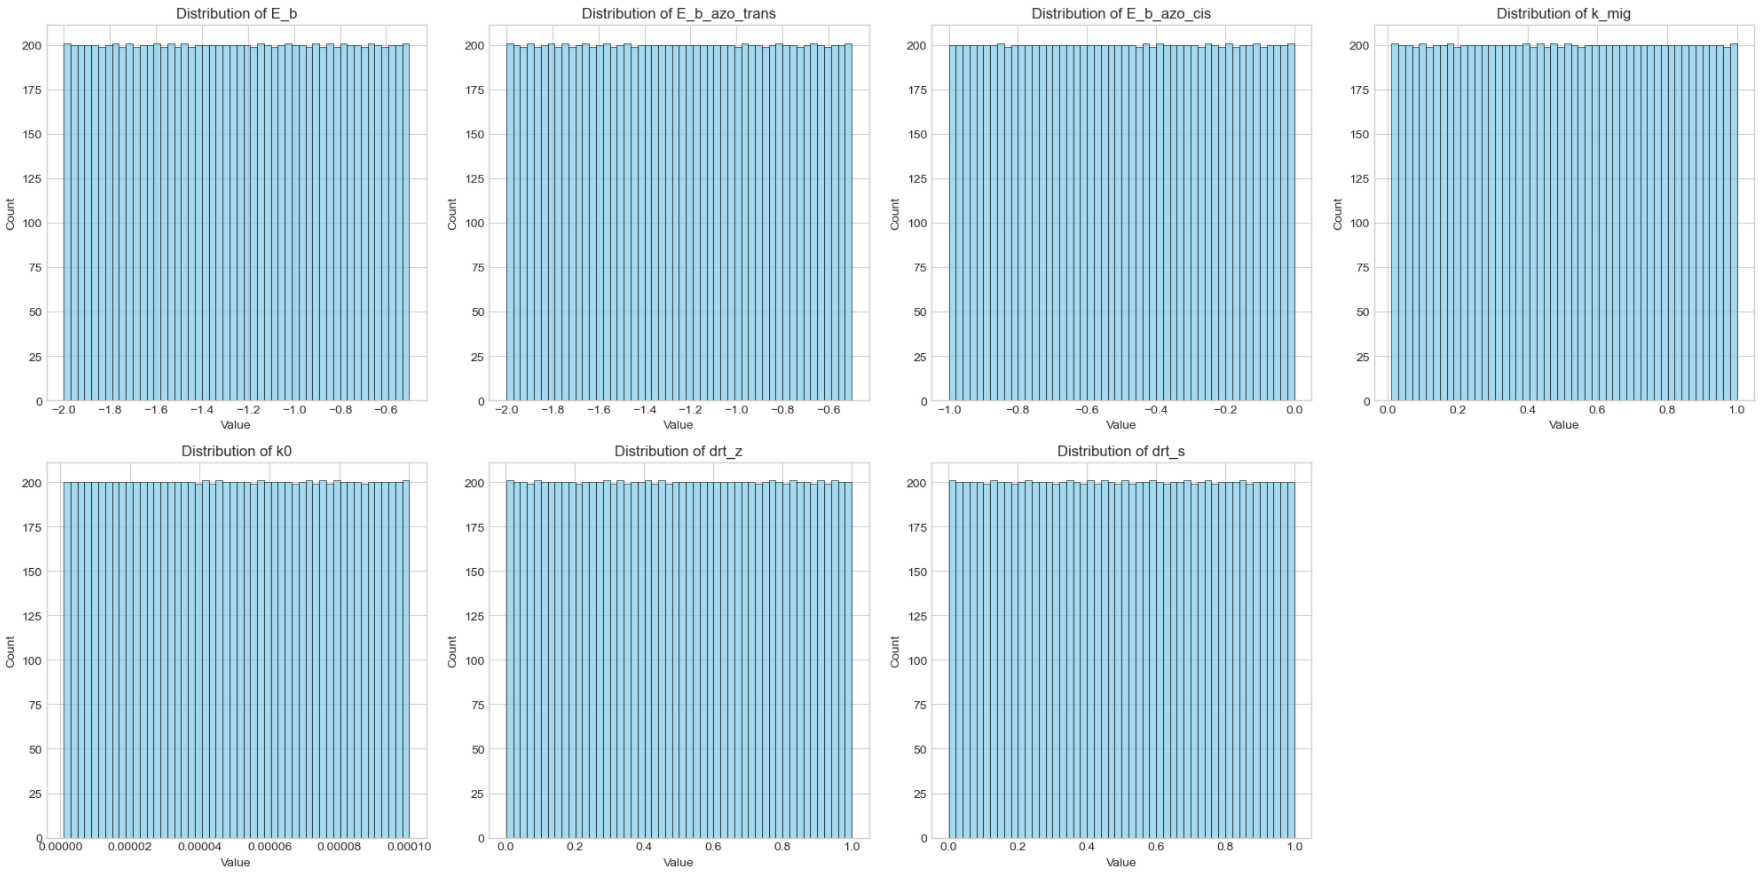 Distribution of E_b
Distribution of E_b_azo_trans
Distribution of E_b_azo_cis
Distribution of k_mig
200
175
150
125
100
75
50
25
0
Count
−2.0 −1.8 −1.6 −1.4 −1.2 −1.0 −0.8 −0.6
Value
200
175
150
125
100
75
50
25
0
Count
−2.0 −1.8 −1.6 −1.4 −1.2 −1.0 −0.8 −0.6
Value
200
175
150
125
100
75
50
25
0
Count
−1.0 −0.8 −0.6 −0.4 −0.2 0.0
Value
200
175
150
125
100
75
50
25
0
Count
0.0 0.2 0.4 0.6 0.8 1.0
Value
Distribution of k0
Distribution of drt_z
Distribution of drt_s
200
175
150
125
100
75
50
25
0
Count
0.00000 0.00002 0.00004 0.00006 0.00008 0.00010
Value
200
175
150
125
100
75
50
25
0
Count
0.0 0.2 0.4 0.6 0.8 1.0
Value
200
175
150
125
100
75
50
25
0
Count
0.0 0.2 0.4 0.6 0.8 1.0
Value